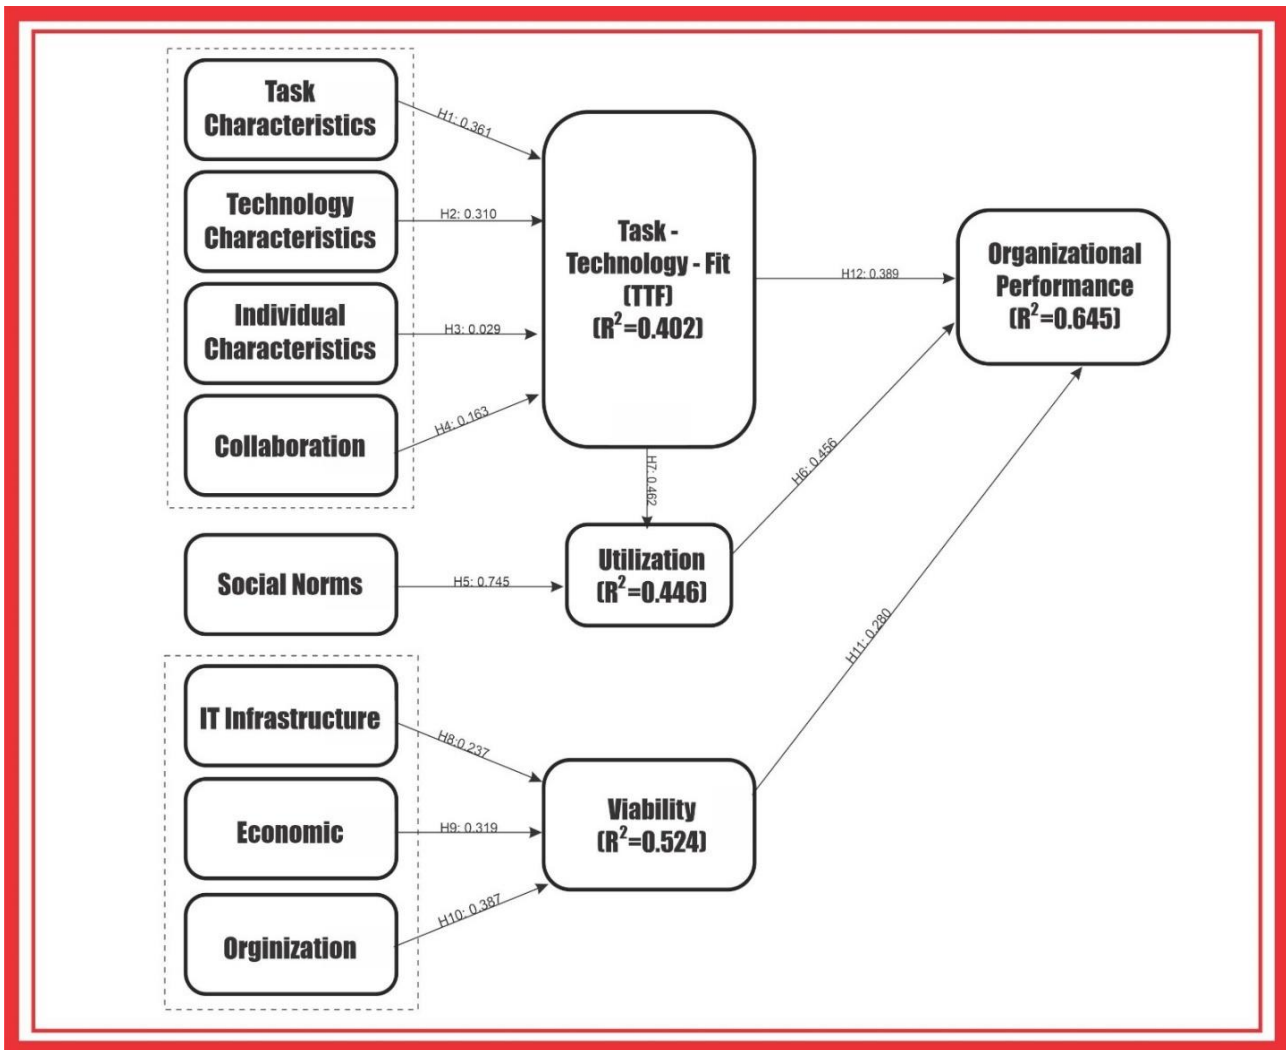 Task
Characteristics
H1: 0.361
Technology
Characteristics
H2: 0.310
Individual
Characteristics
H3: 0.029
Collaboration
H4: 0.163
Task -
Technology - Fit
(TTF)
(R²=0.402)
H12: 0.389
Organizational
Performance
(R²=0.645)
H7: 0.462
H6: 0.456
Social Norms
H5: 0.745
Utilization
(R²=0.446)
H11: 0.280
IT Infrastructure
H8:0.237
Economic
H9: 0.319
Orginization
H10: 0.387
Viability
(R²=0.524)